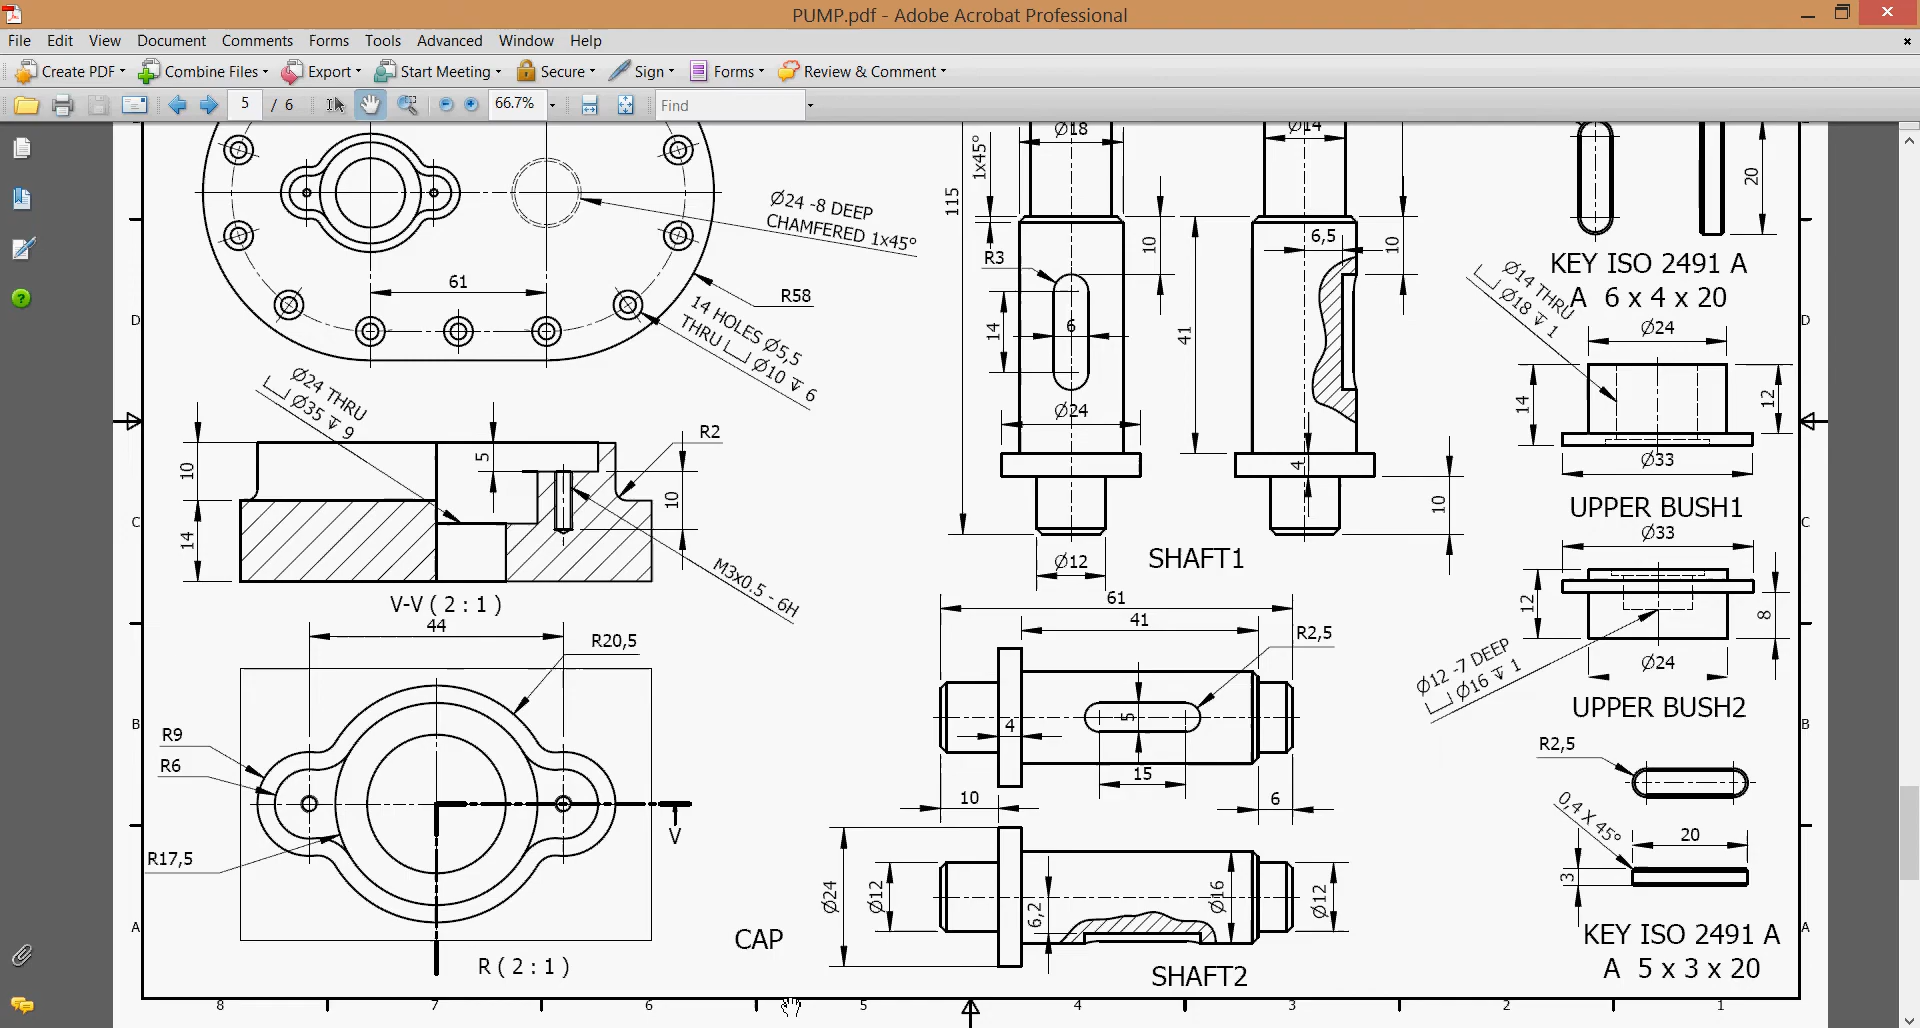 PUMP.pdf - Adobe Acrobat Professional
File Edit View Document Comments Forms Tools Advanced Window Help
Create PDF Combine Files Export Start Meeting Secure Sign Forms Review & Comment
5 / 6 66.7% Find
Ø24 -8 DEEP
CHAMFERED 1x45°
61
R58
14 HOLES Ø5,5
THRU ⌴ Ø10 ↧ 6
D
Ø24 THRU
⌴ Ø35 ↧ 9
10
14
5
R2
10
M3x0.5 - 6H
C
V-V ( 2 : 1 )
44
R20,5
R9
R6
R17,5
V
B
A
R ( 2 : 1 )
CAP
Ø18
1x45°
115
R3
10
14
6
Ø24
Ø12
Ø14
6,5
10
41
4
10
SHAFT1
61
41
R2,5
5
4
15
10
6
Ø24
Ø12
6,2
Ø16
Ø12
SHAFT2
20
KEY ISO 2491 A
A 6 x 4 x 20
Ø14 THRU
⌴ Ø18 ↧ 1
Ø24
14
12
Ø33
UPPER BUSH1
Ø33
12
8
Ø12 -7 DEEP
⌴ Ø16 ↧ 1
Ø24
UPPER BUSH2
R2,5
0,4 X 45°
20
3
KEY ISO 2491 A
A 5 x 3 x 20
D
C
B
A
8 7 6 5 4 3 2 1